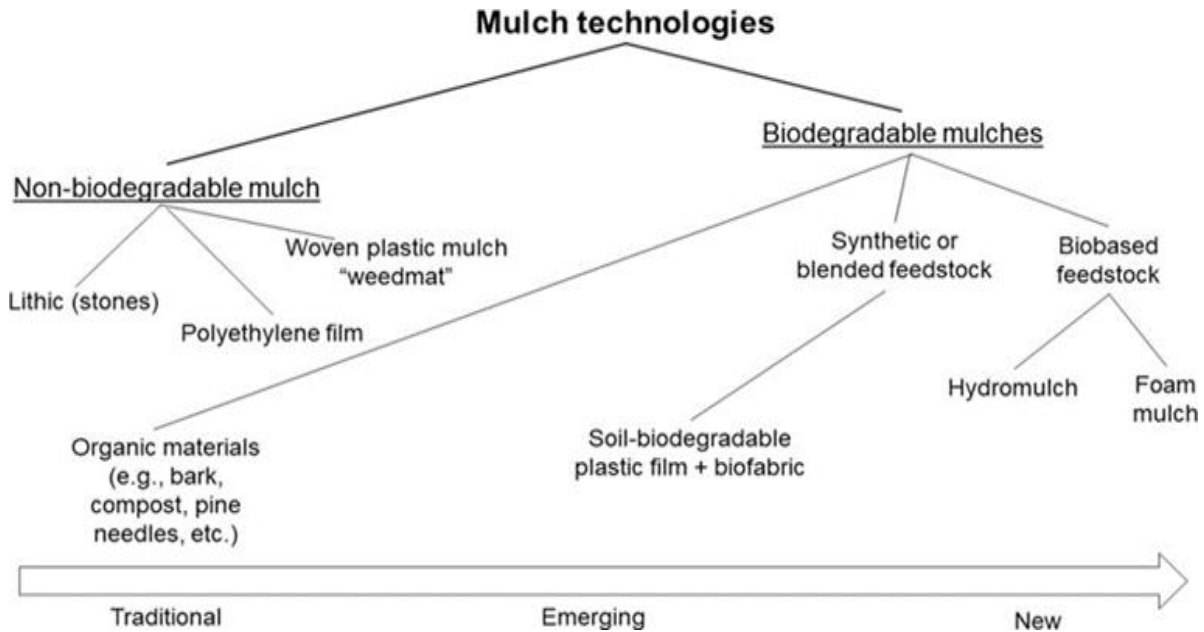 Mulch technologies
Biodegradable mulches
Non-biodegradable mulch
Woven plastic mulch
“weedmat”
Lithic (stones)
Polyethylene film
Synthetic or
blended feedstock
Biobased
feedstock
Hydromulch
Foam
mulch
Organic materials
(e.g., bark,
compost, pine
needles, etc.)
Soil-biodegradable
plastic film + biofabric
Traditional
Emerging
New